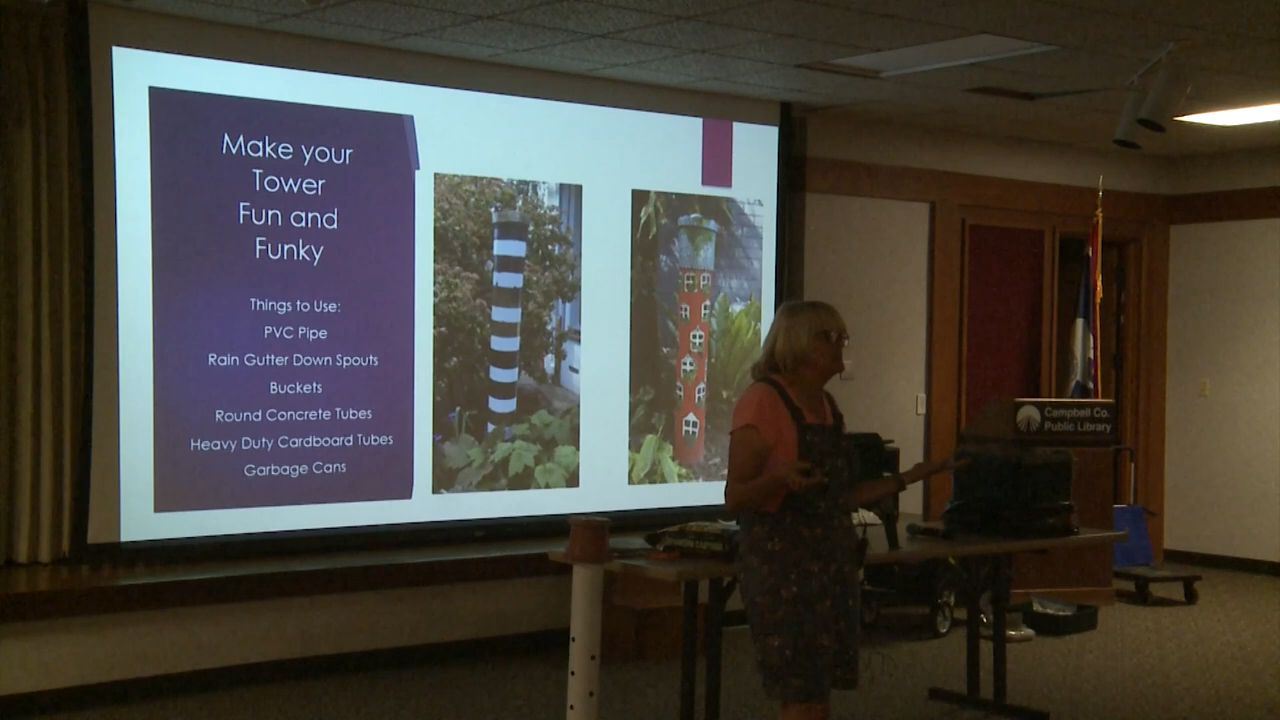 Make your
Tower
Fun and
Funky
Things to Use:
PVC Pipe
Rain Gutter Down Spouts
Buckets
Round Concrete Tubes
Heavy Duty Cardboard Tubes
Garbage Cans
Campbell Co.
Public Library